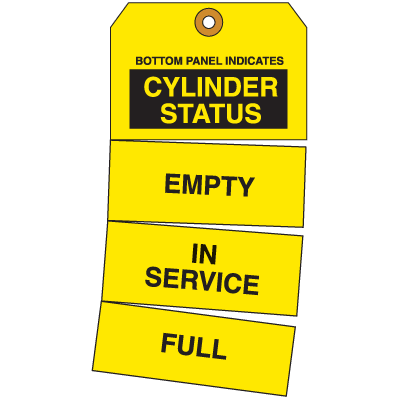 BOTTOM PANEL INDICATES
CYLINDER
STATUS
EMPTY
IN
SERVICE
FULL